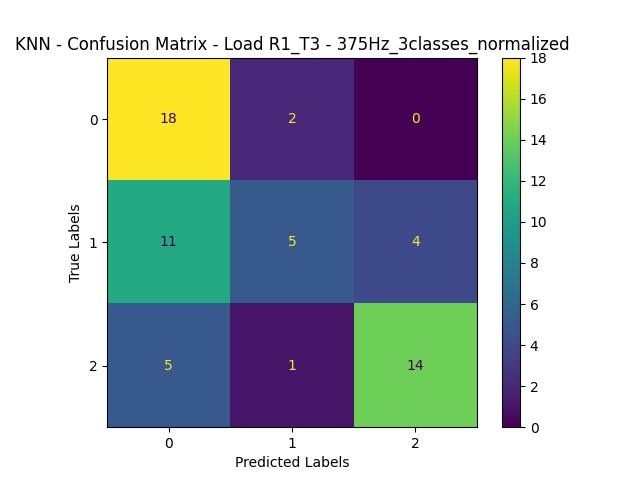 KNN - Confusion Matrix - Load R1_T3 - 375Hz_3classes_normalized
True Labels
0
1
2
18 2 0
11 5 4
5 1 14
0 1 2
Predicted Labels
18
16
14
12
10
8
6
4
2
0